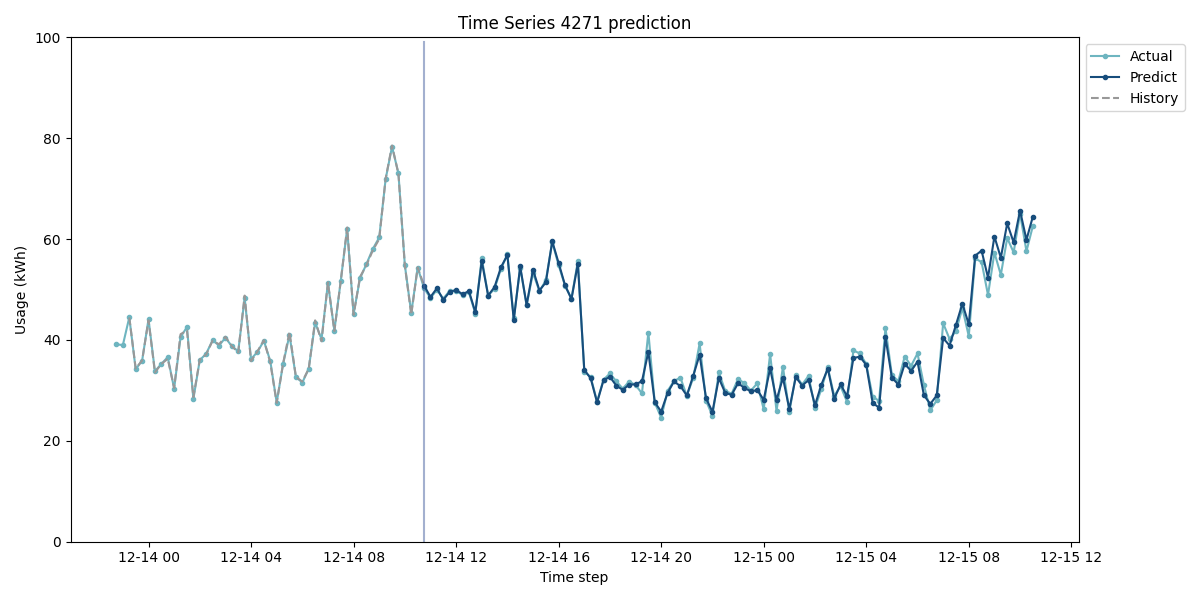 Time Series 4271 prediction
Usage (kWh)
100
80
60
40
20
0
12-14 00
12-14 04
12-14 08
12-14 12
12-14 16
12-14 20
12-15 00
12-15 04
12-15 08
12-15 12
Time step
Actual
Predict
History